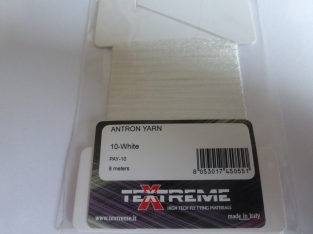 ANTRON YARN
10-White
PAY-10
8 meters
8 053017 450551
TEXTREME
HIGH-TECH FLY TYING MATERIALS
www.textreme.it
made in Italy